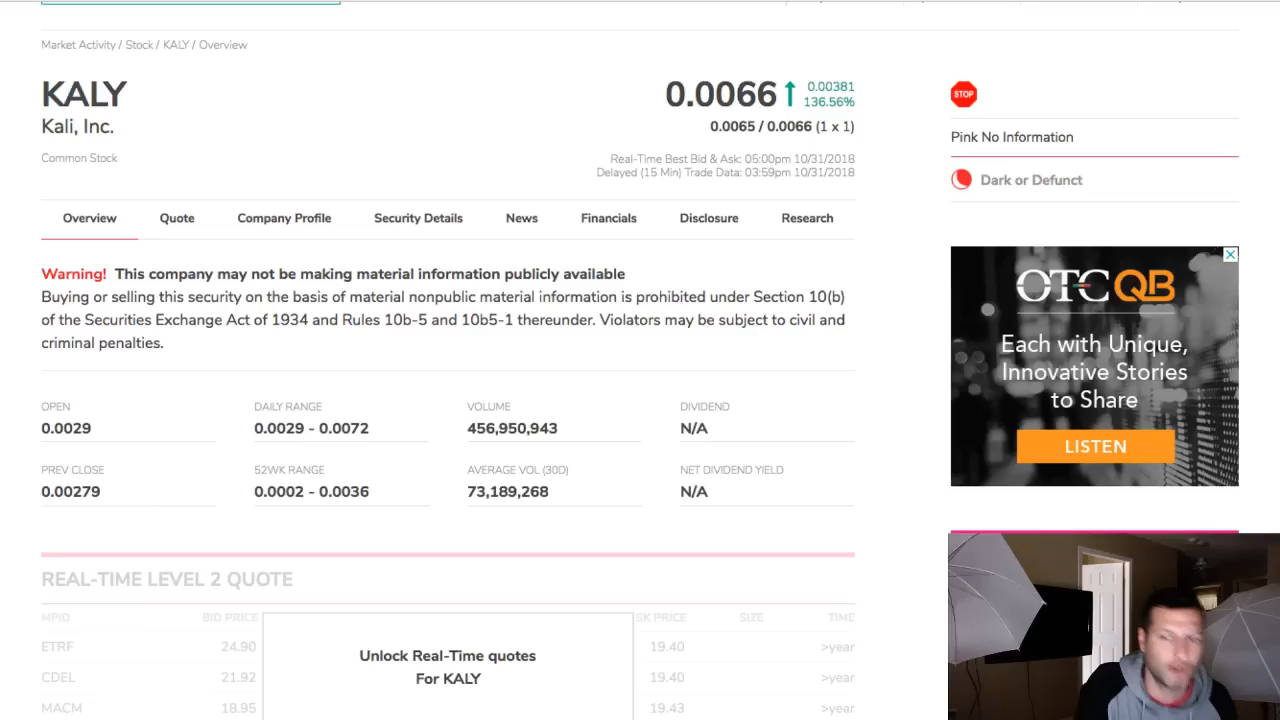 Market Activity / Stock / KALY / Overview
KALY
Kali, Inc.
Common Stock
0.0066
0.00381
136.56%
0.0065 / 0.0066 (1 x 1)
Real-Time Best Bid & Ask: 05:00pm 10/31/2018
Delayed (15 Min) Trade Data: 03:59pm 10/31/2018
STOP
Pink No Information
Dark or Defunct
Overview Quote Company Profile Security Details News Financials Disclosure Research
Warning! This company may not be making material information publicly available
Buying or selling this security on the basis of material nonpublic material information is prohibited under Section 10(b)
of the Securities Exchange Act of 1934 and Rules 10b-5 and 10b5-1 thereunder. Violators may be subject to civil and
criminal penalties.
OTC QB
Each with Unique,
Innovative Stories
to Share
LISTEN
OPEN DAILY RANGE VOLUME DIVIDEND
0.0029 0.0029 - 0.0072 456,950,943 N/A
PREV CLOSE 52WK RANGE AVERAGE VOL (30D) NET DIVIDEND YIELD
0.00279 0.0002 - 0.0036 73,189,268 N/A
REAL-TIME LEVEL 2 QUOTE
MPID BID PRICE SK PRICE SIZE TIME
ETRF 24.90 19.40 >year
CDEL 21.92 19.40 >year
MACM 18.95 19.43 >year
Unlock Real-Time quotes
For KALY